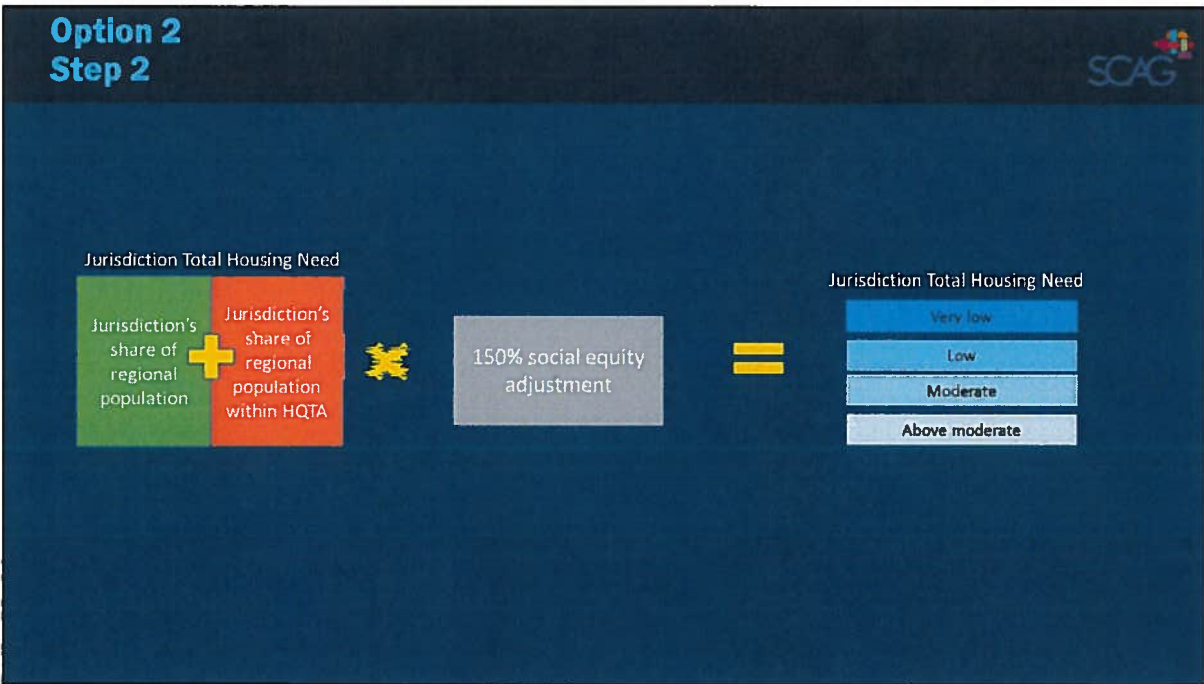 Option 2
Step 2
SCAG
Jurisdiction Total Housing Need
Jurisdiction's
share of
regional
population
+
Jurisdiction's
share of
regional
population
within HQTA
×
150% social equity
adjustment
=
Jurisdiction Total Housing Need
Very low
Low
Moderate
Above moderate